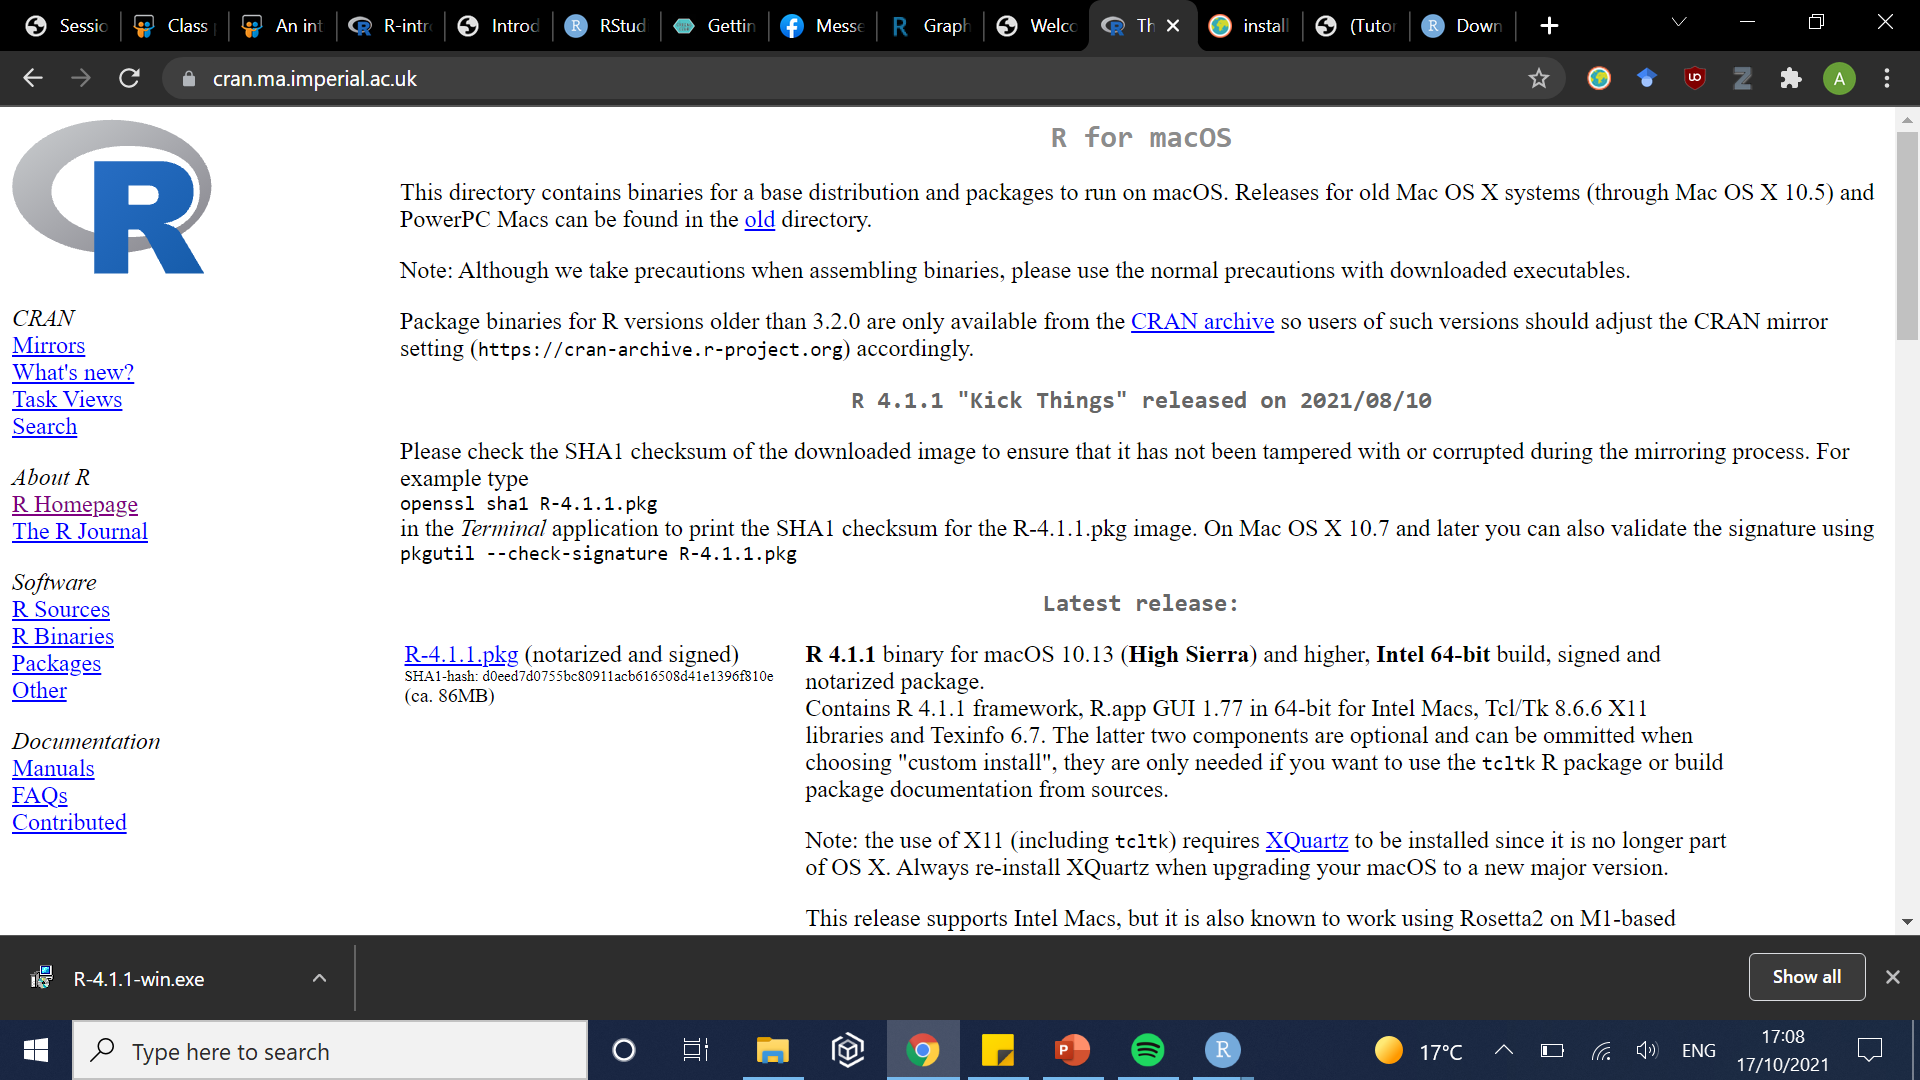 Sessio
Class
An int
R-intr
Introd
RStud
Gettin
Messe
Graph
Welco
Th
install
(Tutor
Down
cran.ma.imperial.ac.uk
A
R
CRAN
Mirrors
What's new?
Task Views
Search
About R
R Homepage
The R Journal
Software
R Sources
R Binaries
Packages
Other
Documentation
Manuals
FAQs
Contributed
R for macOS
This directory contains binaries for a base distribution and packages to run on macOS. Releases for old Mac OS X systems (through Mac OS X 10.5) and
PowerPC Macs can be found in the old directory.
Note: Although we take precautions when assembling binaries, please use the normal precautions with downloaded executables.
Package binaries for R versions older than 3.2.0 are only available from the CRAN archive so users of such versions should adjust the CRAN mirror
setting (https://cran-archive.r-project.org) accordingly.
R 4.1.1 "Kick Things" released on 2021/08/10
Please check the SHA1 checksum of the downloaded image to ensure that it has not been tampered with or corrupted during the mirroring process. For
example type
openssl sha1 R-4.1.1.pkg
in the Terminal application to print the SHA1 checksum for the R-4.1.1.pkg image. On Mac OS X 10.7 and later you can also validate the signature using
pkgutil --check-signature R-4.1.1.pkg
Latest release:
R-4.1.1.pkg (notarized and signed)
SHA1-hash: d0eed7d0755bc80911acb616508d41e1396f810e
(ca. 86MB)
R 4.1.1 binary for macOS 10.13 (High Sierra) and higher, Intel 64-bit build, signed and
notarized package.
Contains R 4.1.1 framework, R.app GUI 1.77 in 64-bit for Intel Macs, Tcl/Tk 8.6.6 X11
libraries and Texinfo 6.7. The latter two components are optional and can be ommitted when
choosing "custom install", they are only needed if you want to use the tcltk R package or build
package documentation from sources.
Note: the use of X11 (including tcltk) requires XQuartz to be installed since it is no longer part
of OS X. Always re-install XQuartz when upgrading your macOS to a new major version.
This release supports Intel Macs, but it is also known to work using Rosetta2 on M1-based
R-4.1.1-win.exe
Show all
Type here to search
17°C
ENG
17:08
17/10/2021